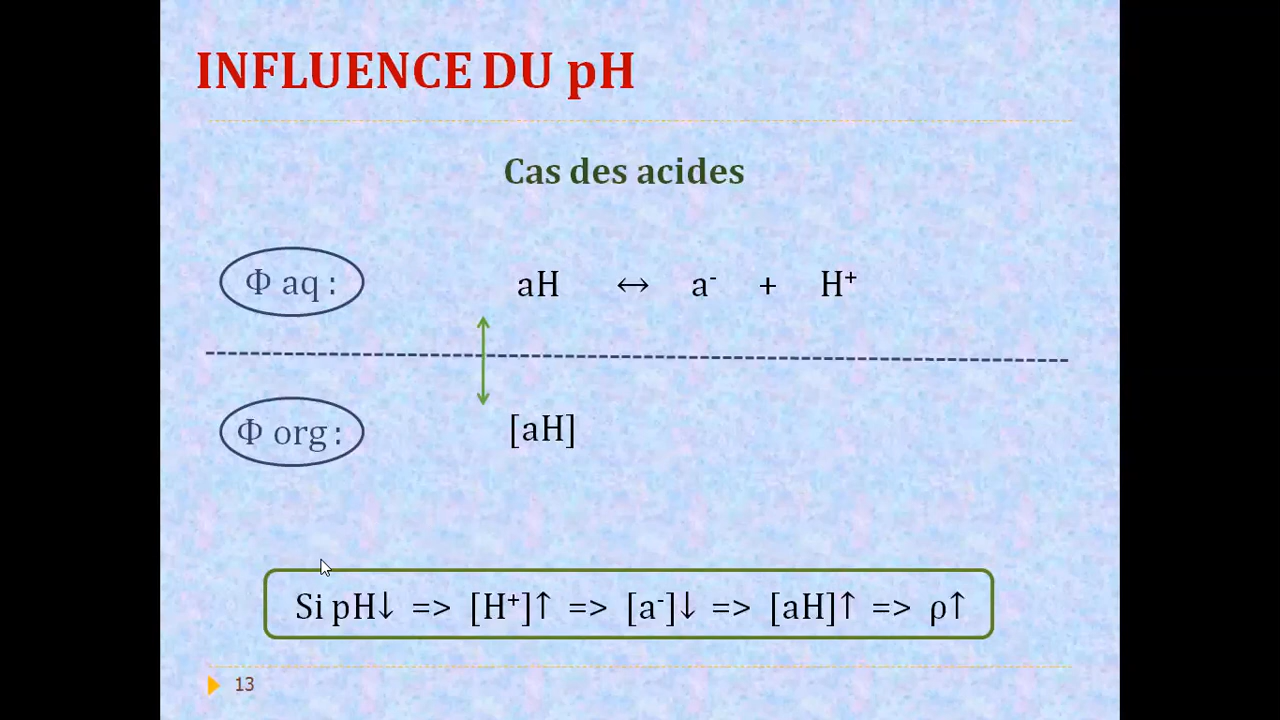 INFLUENCE DU pH
Cas des acides
Φ aq : aH ↔ a⁻ + H⁺
Φ org : [aH]
Si pH↓ => [H⁺]↑ => [a⁻]↓ => [aH]↑ => ρ↑
13